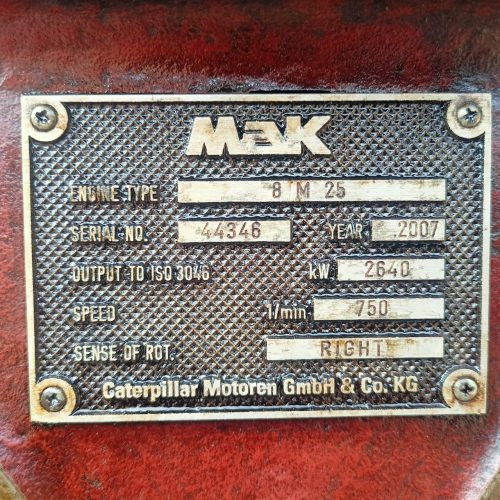 MaK
ENGINE TYPE 8 M 25
SERIAL NO. 44346 YEAR 2007
OUTPUT TO ISO 3046 kW 2640
SPEED 1/min 750
SENSE OF ROT. RIGHT
Caterpillar Motoren GmbH & Co. KG